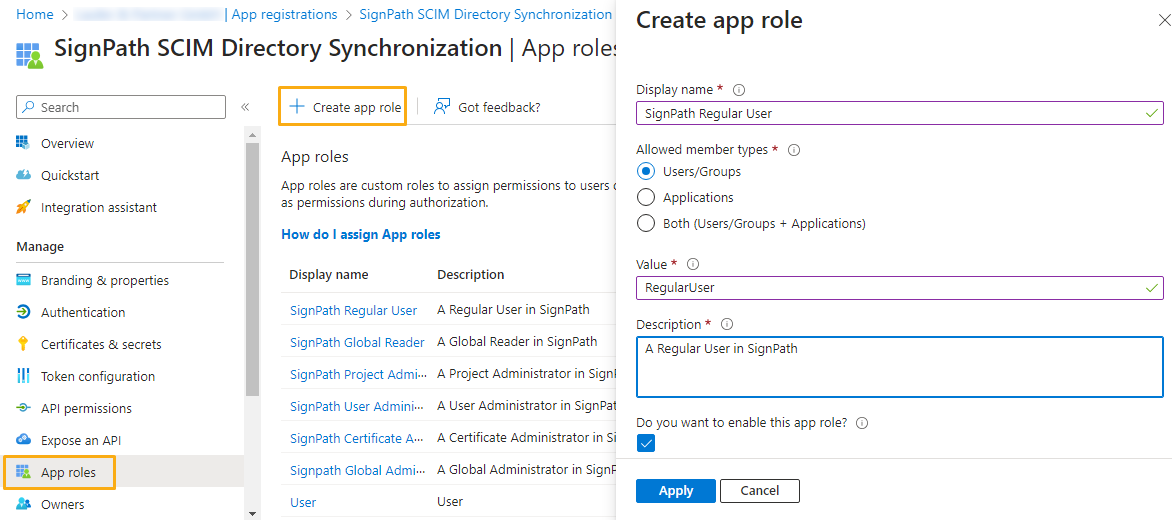 Home > | App registrations > SignPath SCIM Directory Synchronization
SignPath SCIM Directory Synchronization | App roles
Search
«
Overview
Quickstart
Integration assistant
Manage
Branding & properties
Authentication
Certificates & secrets
Token configuration
API permissions
Expose an API
App roles
Owners
+ Create app role
Got feedback?
App roles
App roles are custom roles to assign permissions to users
as permissions during authorization.
How do I assign App roles
Display name Description
SignPath Regular User A Regular User in SignPath
SignPath Global Reader A Global Reader in SignPath
SignPath Project Admi... A Project Administrator in SignP
SignPath User Admini... A User Administrator in SignPat
SignPath Certificate A... A Certificate Administrator in Si
Signpath Global Admi... A Global Administrator in SignP
User User
Create app role
Display name *
SignPath Regular User
Allowed member types *
Users/Groups
Applications
Both (Users/Groups + Applications)
Value *
RegularUser
Description *
A Regular User in SignPath
Do you want to enable this app role?
Apply Cancel